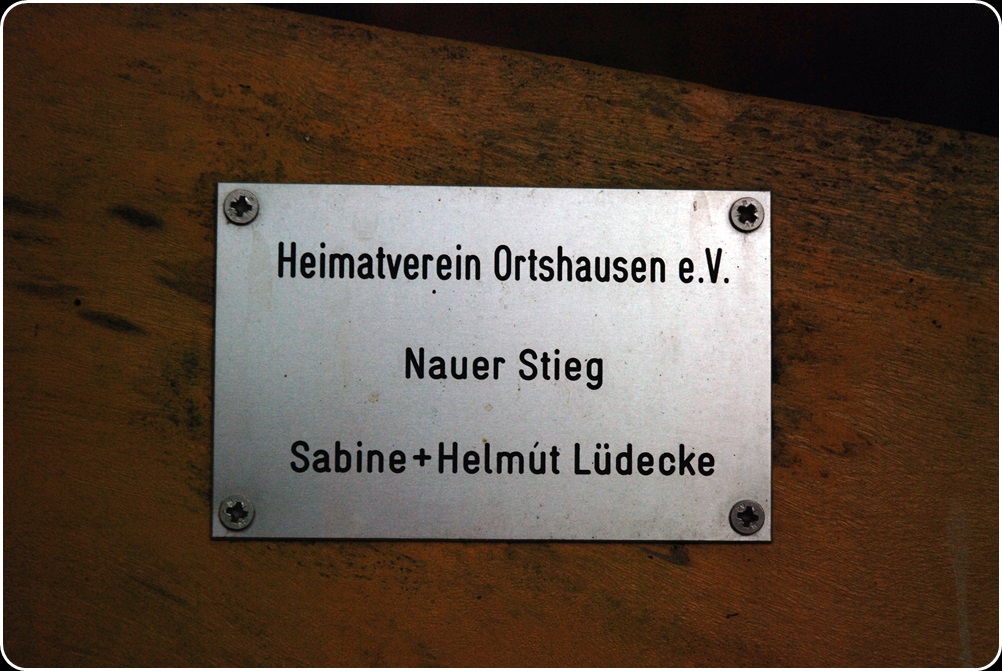 Heimatverein Ortshausen e.V.
Nauer Stieg
Sabine+Helmút Lüdecke